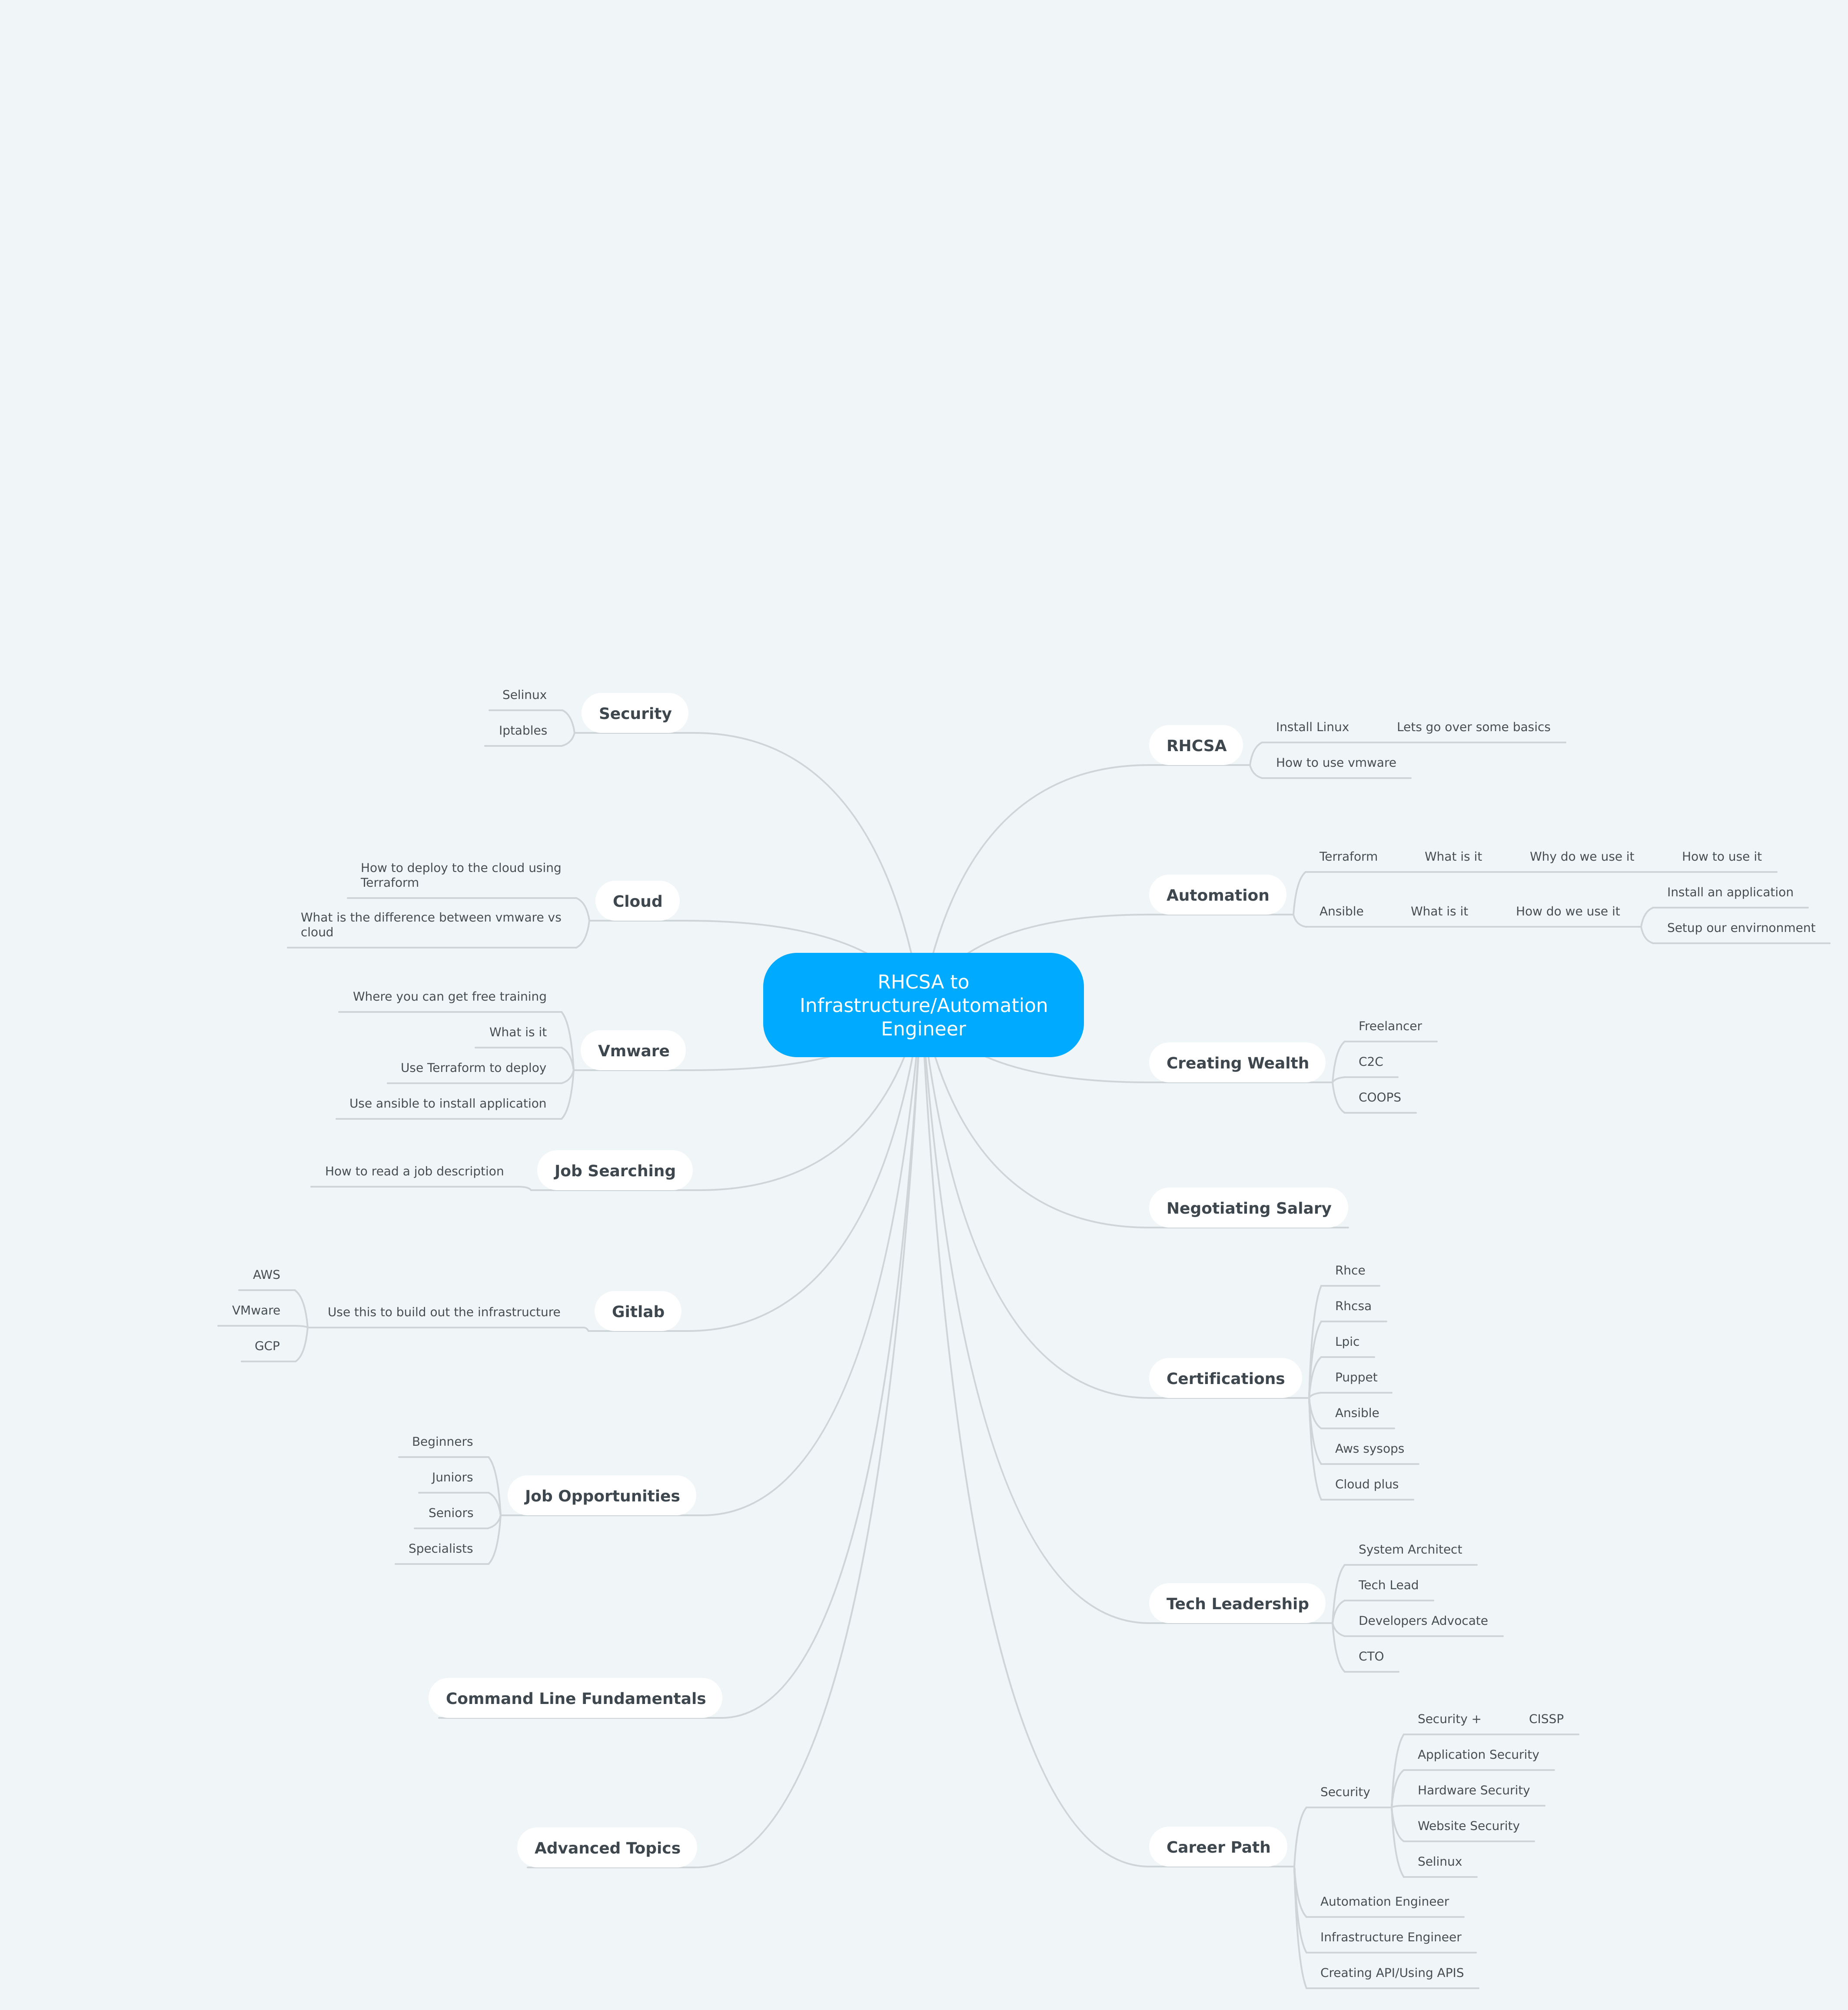 RHCSA to
Infrastructure/Automation
Engineer
RHCSA
Install Linux
Lets go over some basics
How to use vmware
Automation
Terraform
What is it
Why do we use it
How to use it
Ansible
What is it
How do we use it
Install an application
Setup our envirnonment
Creating Wealth
Freelancer
C2C
COOPS
Negotiating Salary
Certifications
Rhce
Rhcsa
Lpic
Puppet
Ansible
Aws sysops
Cloud plus
Tech Leadership
System Architect
Tech Lead
Developers Advocate
CTO
Career Path
Security
Security +
CISSP
Application Security
Hardware Security
Website Security
Selinux
Automation Engineer
Infrastructure Engineer
Creating API/Using APIS
Security
Selinux
Iptables
Cloud
How to deploy to the cloud using
Terraform
What is the difference between vmware vs
cloud
Vmware
Where you can get free training
What is it
Use Terraform to deploy
Use ansible to install application
Job Searching
How to read a job description
Gitlab
Use this to build out the infrastructure
AWS
VMware
GCP
Job Opportunities
Beginners
Juniors
Seniors
Specialists
Command Line Fundamentals
Advanced Topics